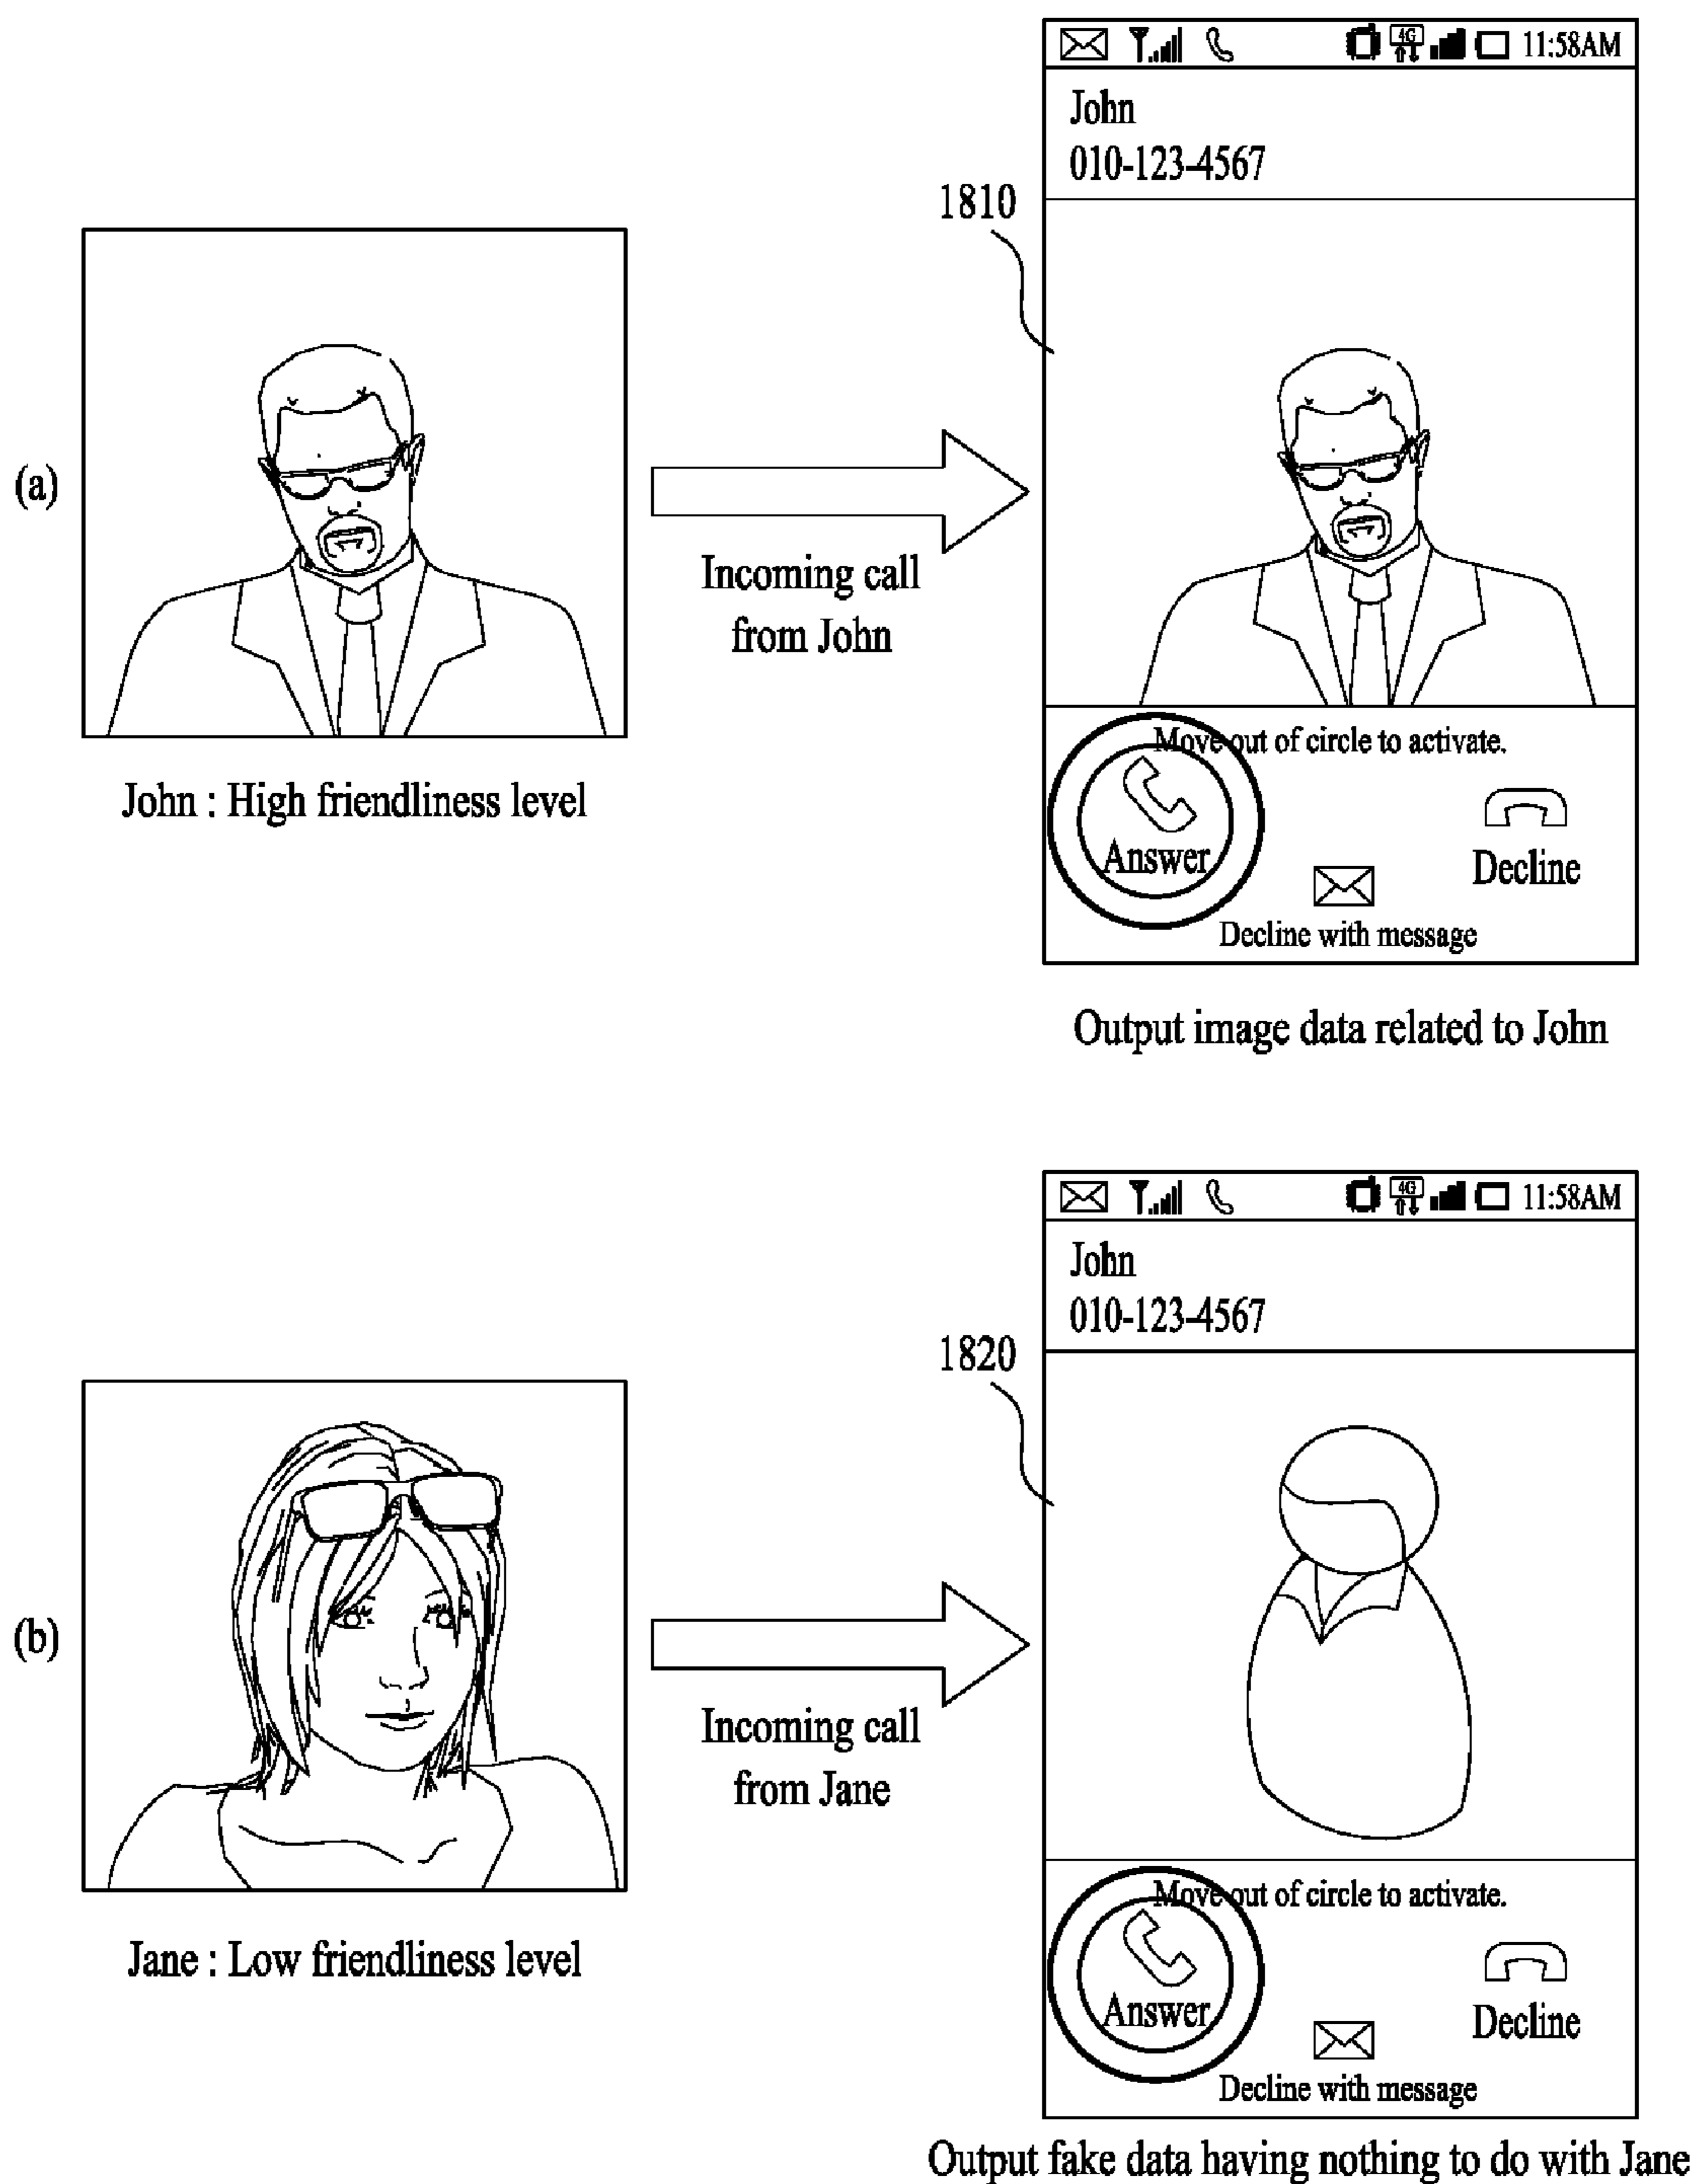 4G 11:58AM
John
010-123-4567
1810
(a)
Incoming call
from John
John : High friendliness level
Move out of circle to activate.
Answer
Decline
Decline with message
Output image data related to John
4G 11:58AM
John
010-123-4567
1820
(b)
Incoming call
from Jane
Jane : Low friendliness level
Move out of circle to activate.
Answer
Decline
Decline with message
Output fake data having nothing to do with Jane